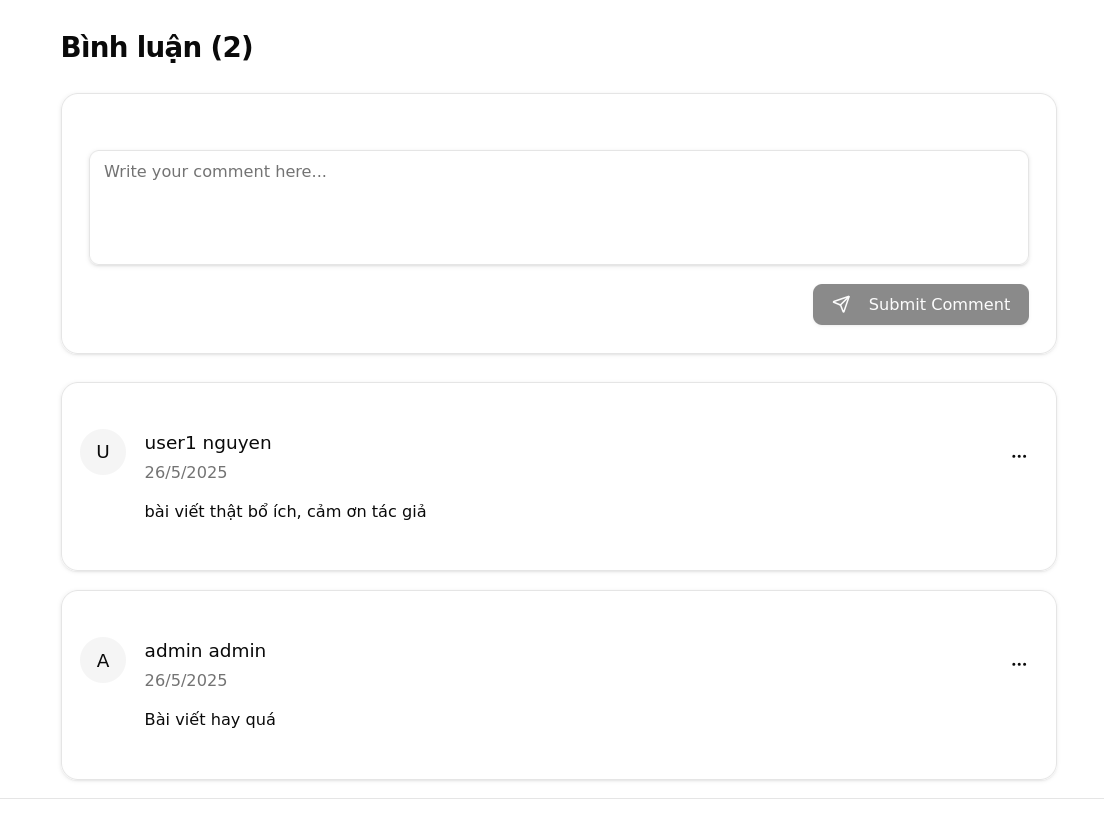 Bình luận (2)
Write your comment here...
Submit Comment
U
user1 nguyen
26/5/2025
bài viết thật bổ ích, cảm ơn tác giả
A
admin admin
26/5/2025
Bài viết hay quá